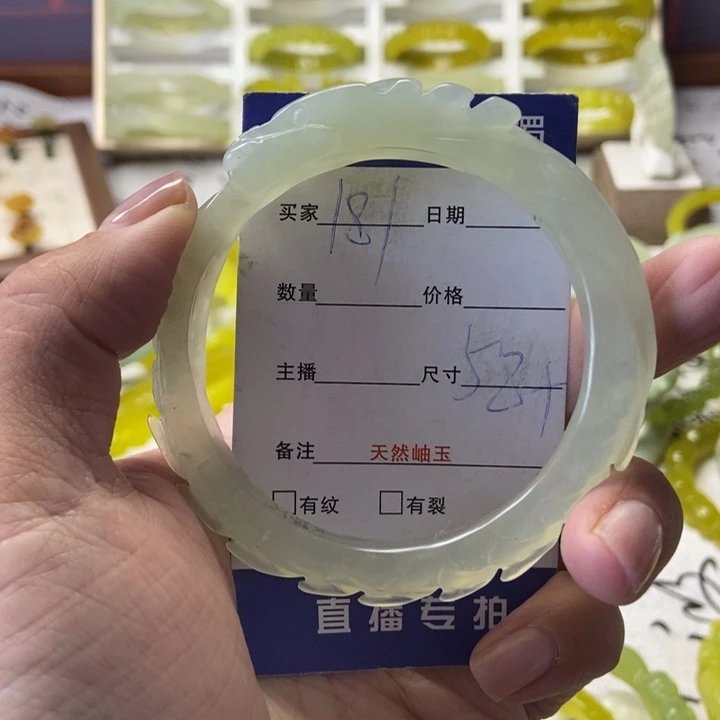 买家 181 日期
数量 价格
主播 尺寸
备注 天然岫玉
有纹 有裂
直播专拍